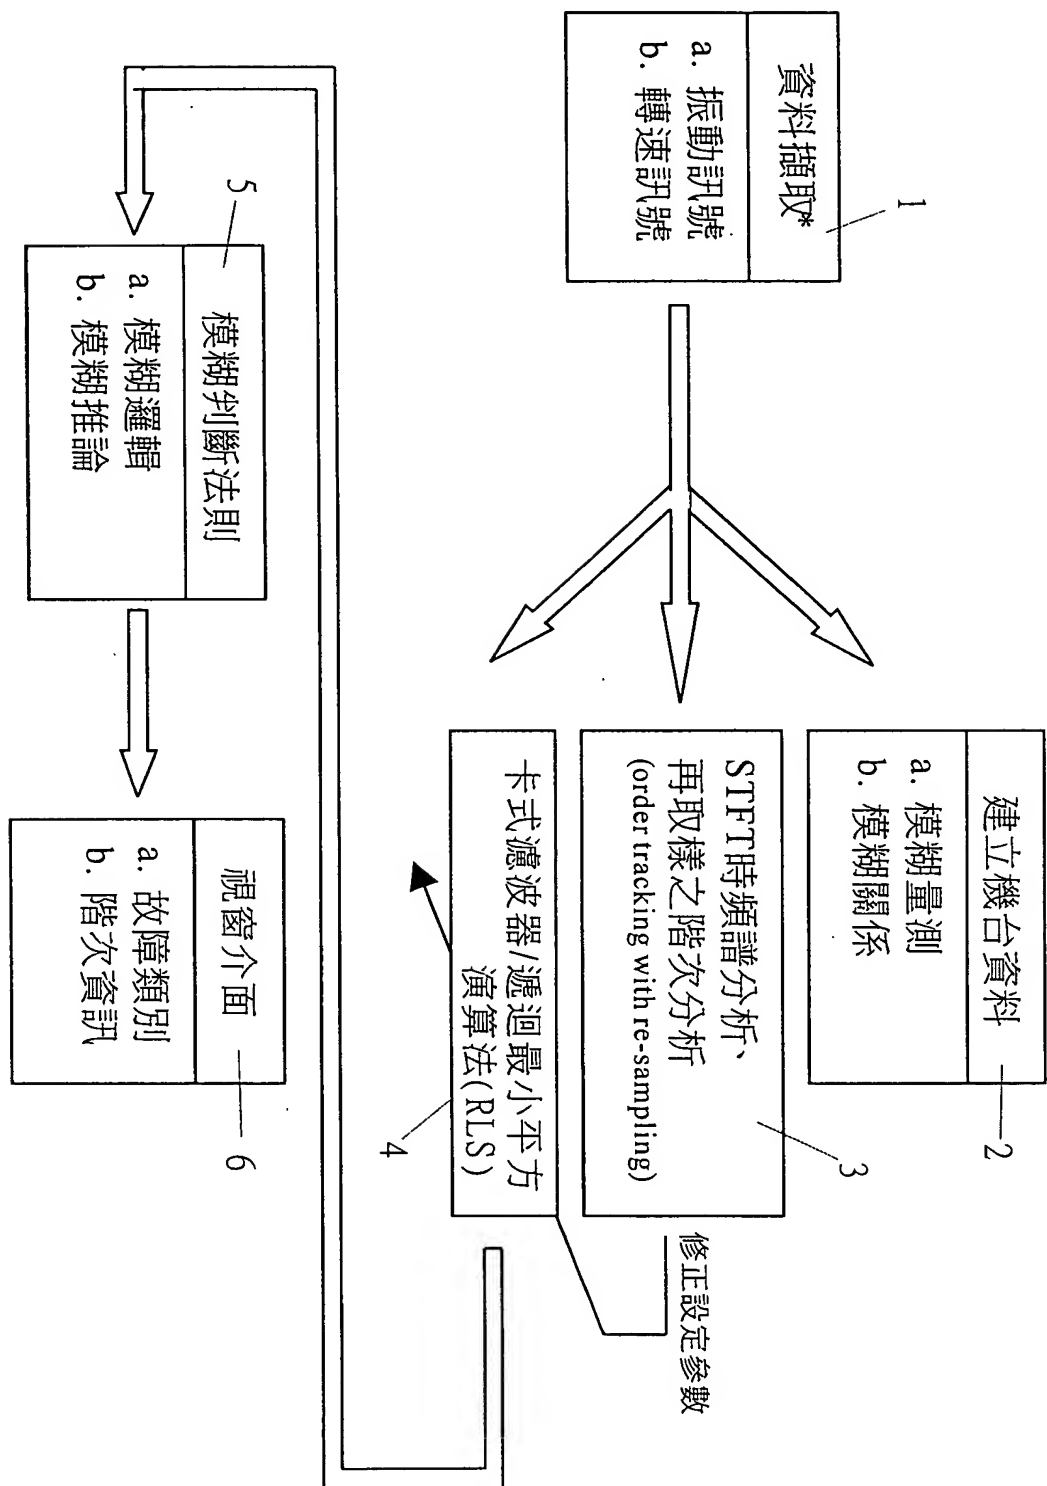 資料擷取*
a. 振動訊號
b. 轉速訊號
1
建立機台資料
a. 模糊量測
b. 模糊關係
2
STFT時頻譜分析、
再取樣之階次分析
(order tracking with re-sampling)
3
修正設定參數
卡式濾波器/遞迴最小平方
演算法(RLS)
4
模糊判斷法則
a. 模糊邏輯
b. 模糊推論
5
視窗介面
a. 故障類別
b. 階次資訊
6